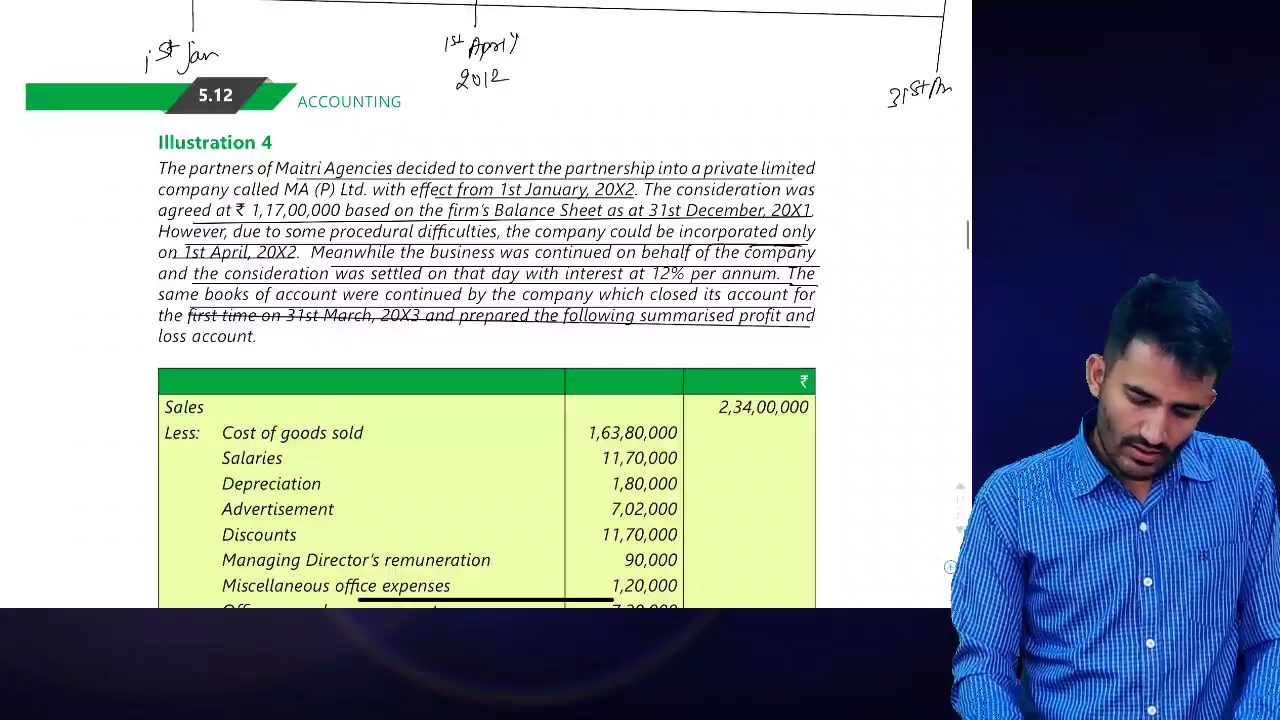 1st Jan
1st April
2012
31st
5.12
ACCOUNTING
Illustration 4
The partners of Maitri Agencies decided to convert the partnership into a private limited
company called MA (P) Ltd. with effect from 1st January, 20X2. The consideration was
agreed at ₹ 1,17,00,000 based on the firm's Balance Sheet as at 31st December, 20X1.
However, due to some procedural difficulties, the company could be incorporated only
on 1st April, 20X2. Meanwhile the business was continued on behalf of the company
and the consideration was settled on that day with interest at 12% per annum. The
same books of account were continued by the company which closed its account for
the first time on 31st March, 20X3 and prepared the following summarised profit and
loss account.
₹
Sales 2,34,00,000
Less: Cost of goods sold 1,63,80,000
Salaries 11,70,000
Depreciation 1,80,000
Advertisement 7,02,000
Discounts 11,70,000
Managing Director's remuneration 90,000
Miscellaneous office expenses 1,20,000